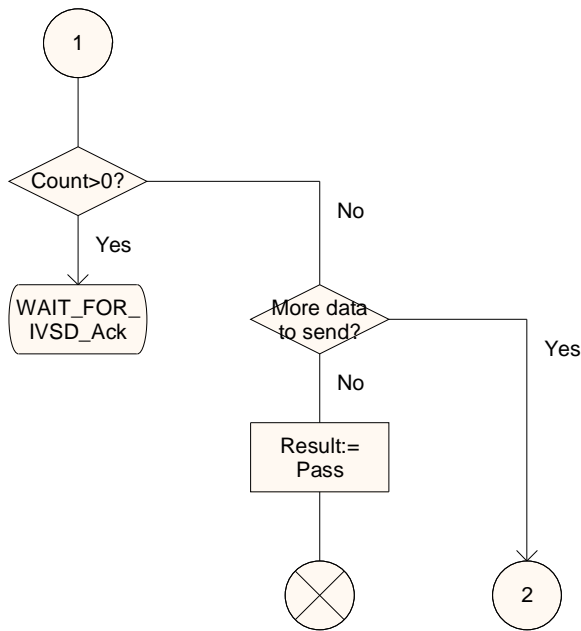 1
Count>0?
No
Yes
WAIT_FOR_
IVSD_Ack
More data
to send?
Yes
No
Result:=
Pass
2